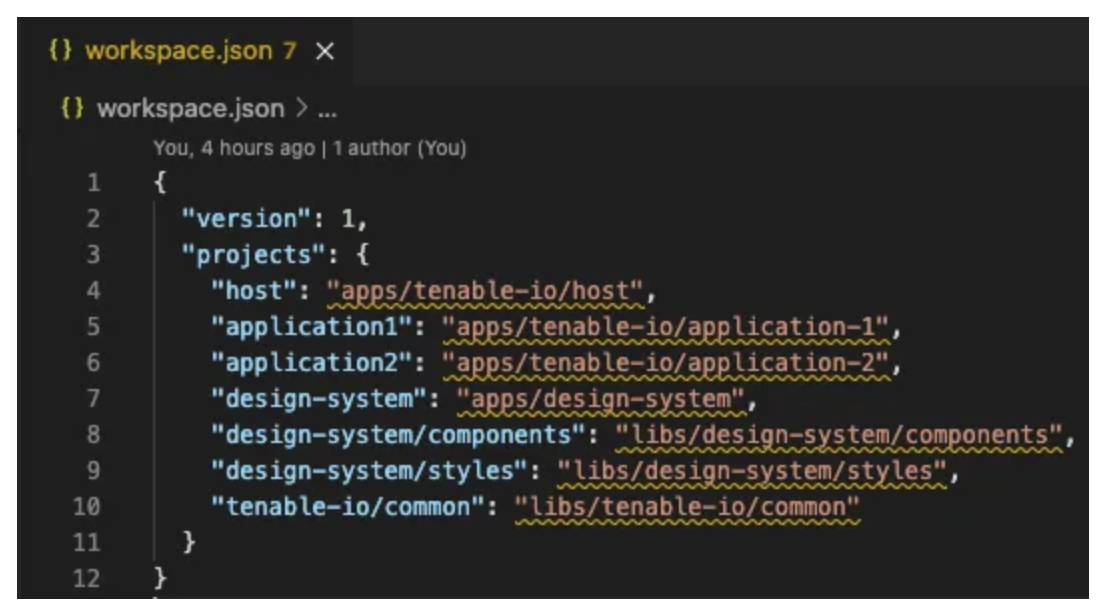 {} workspace.json 7 ×
{} workspace.json > ...
You, 4 hours ago | 1 author (You)
1 {
2   "version": 1,
3   "projects": {
4     "host": "apps/tenable-io/host",
5     "application1": "apps/tenable-io/application-1",
6     "application2": "apps/tenable-io/application-2",
7     "design-system": "apps/design-system",
8     "design-system/components": "libs/design-system/components",
9     "design-system/styles": "libs/design-system/styles",
10     "tenable-io/common": "libs/tenable-io/common"
11   }
12 }